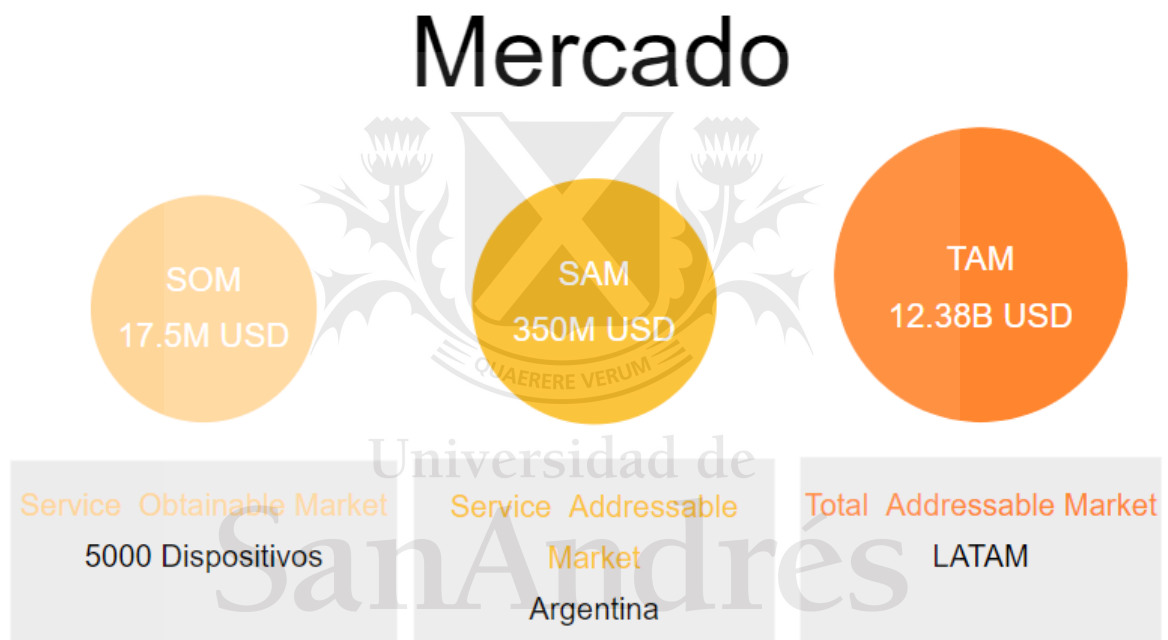 Mercado
SOM
17.5M USD
SAM
350M USD
TAM
12.38B USD
QUAERERE VERUM
Universidad de
SanAndrés
Service Obtainable Market
5000 Dispositivos
Service Addressable
Market
Argentina
Total Addressable Market
LATAM